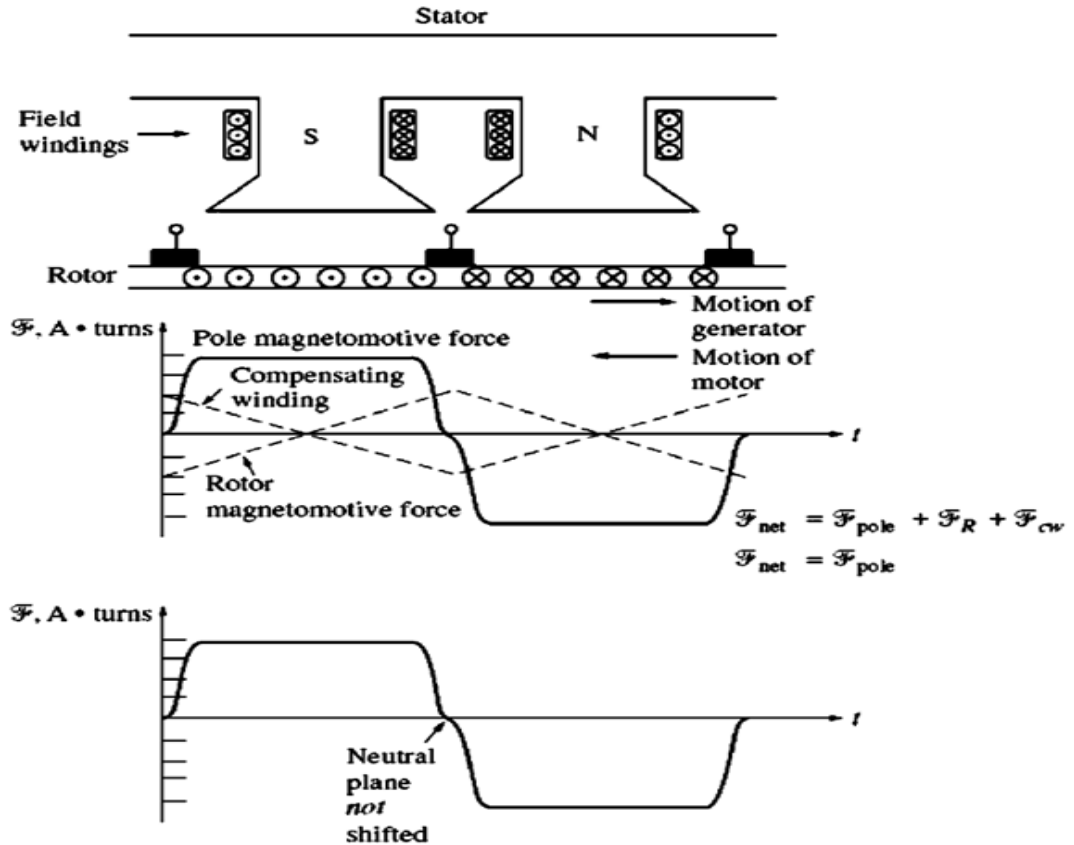 Stator
Field
windings
S
N
Rotor
Motion of
generator
Motion of
motor
ℱ, A • turns
Pole magnetomotive force
Compensating
winding
t
Rotor
magnetomotive force
ℱnet = ℱpole + ℱR + ℱcw
ℱnet = ℱpole
ℱ, A • turns
t
Neutral
plane
not
shifted